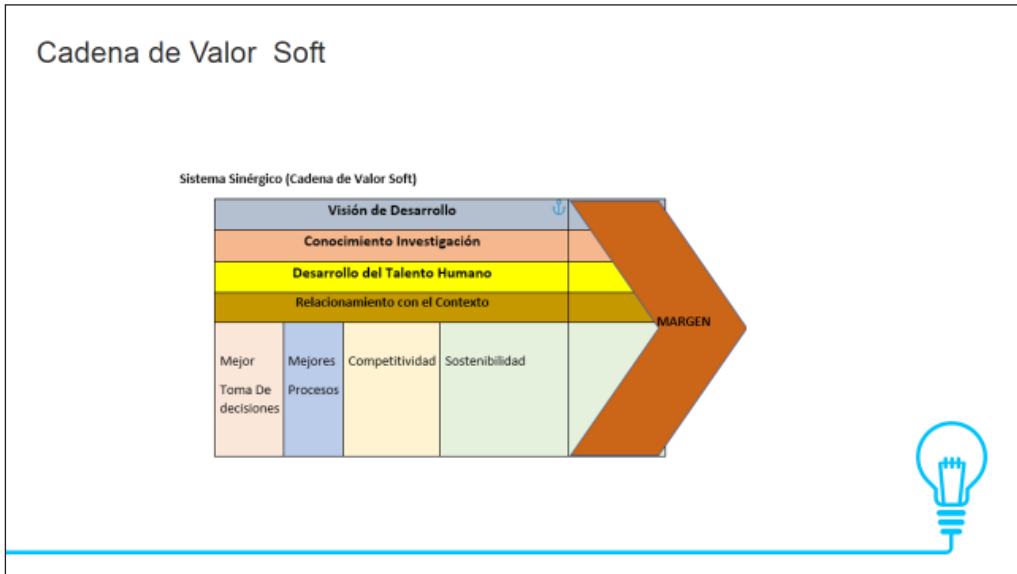 Cadena de Valor Soft
Sistema Sinérgico (Cadena de Valor Soft)
Visión de Desarrollo
Conocimiento Investigación
Desarrollo del Talento Humano
Relacionamiento con el Contexto
MARGEN
Mejor
Toma De
decisiones
Mejores
Procesos
Competitividad
Sostenibilidad